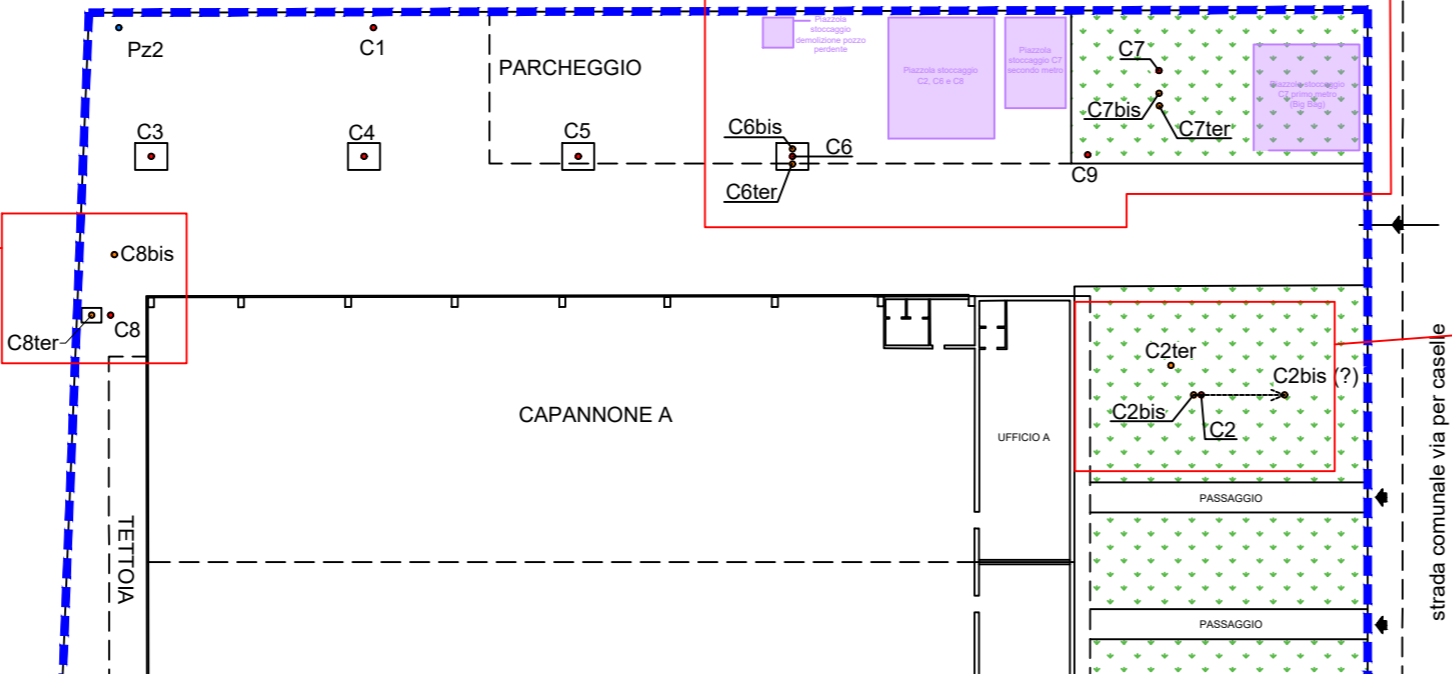 Pz2
C1
PARCHEGGIO
Piazzola
stoccaggio
demolizione pozzo
perdente
Piazzola stoccaggio
C2, C6 e C8
Piazzola
stoccaggio C7
secondo metro
C7
Piazzola stoccaggio
C7 primo metro
(Big Bag)
C7bis
C7ter
C3
C4
C5
C6bis
C6
C6ter
C9
C8bis
C8
C8ter
C2ter
C2bis (?)
C2bis
C2
CAPANNONE A
UFFICIO A
TETTOIA
PASSAGGIO
PASSAGGIO
strada comunale via per caselle